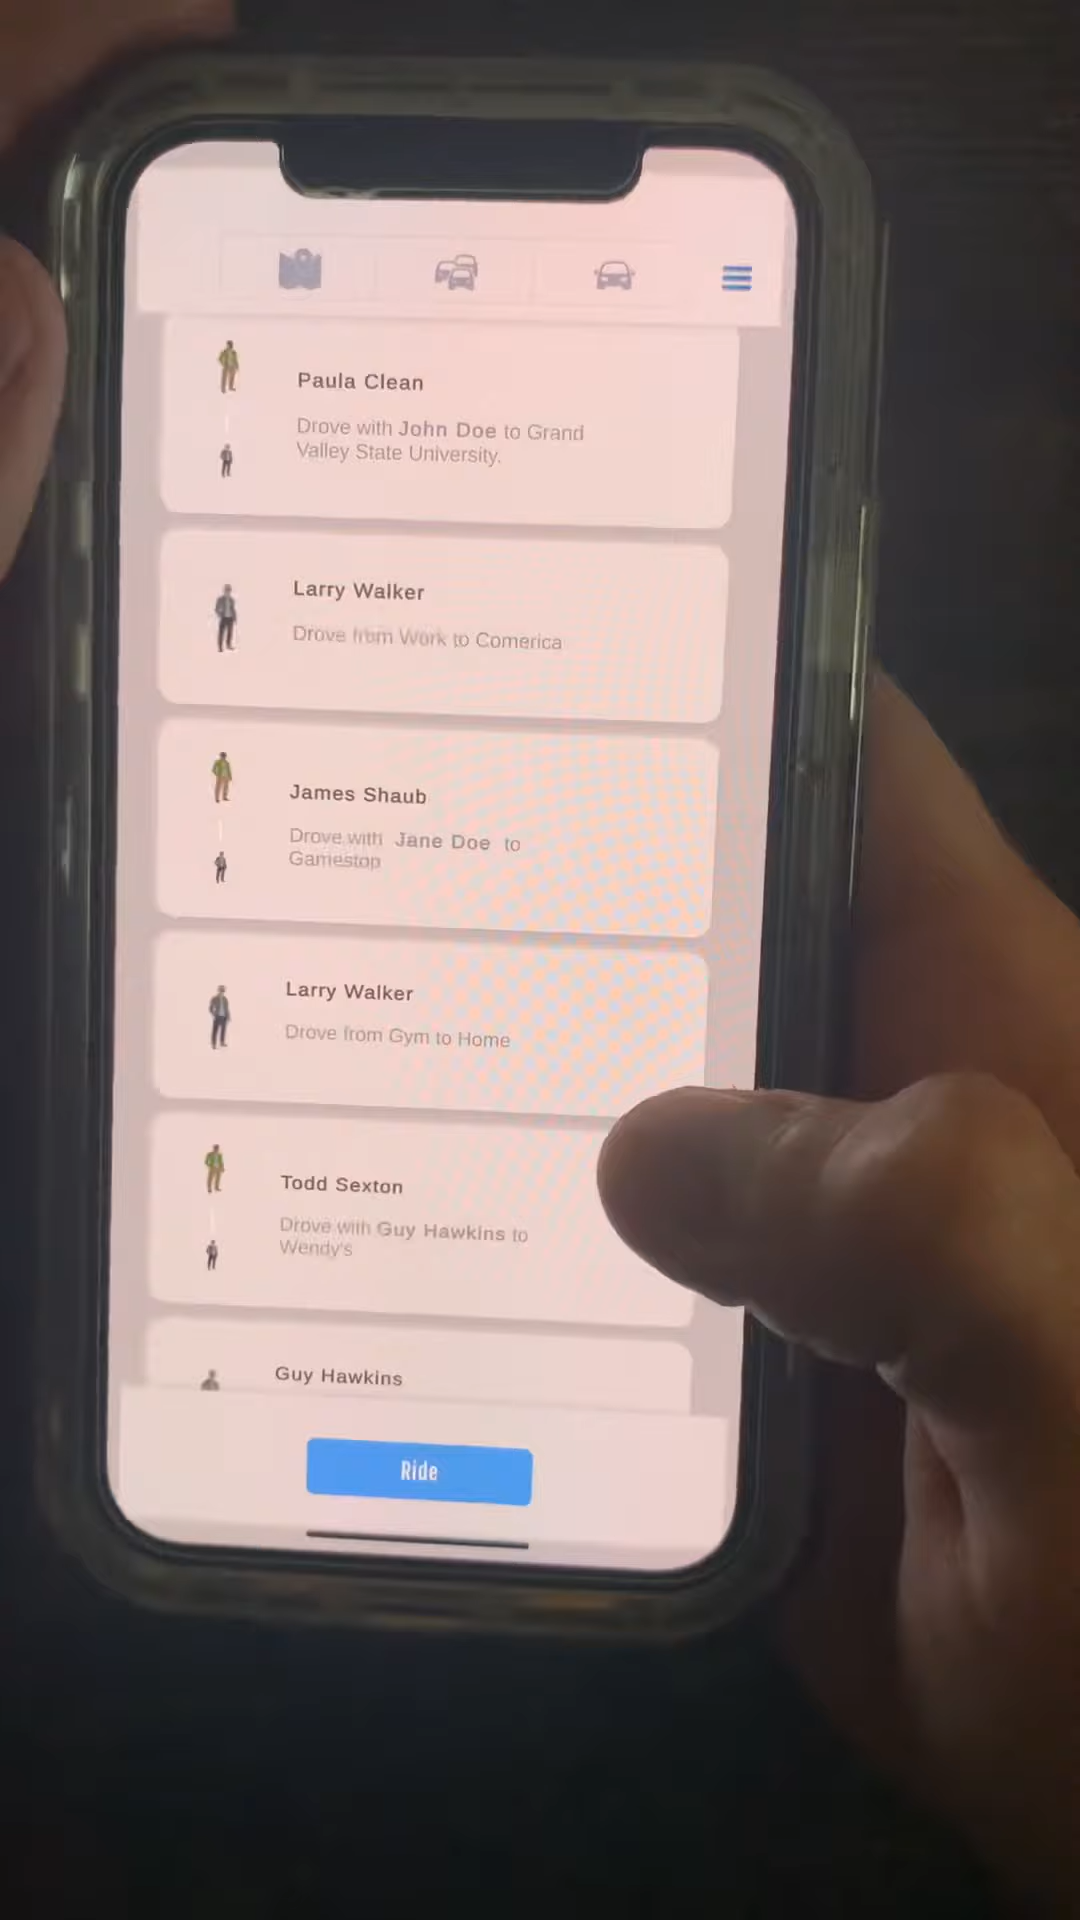 Paula Clean
Drove with John Doe to Grand
Valley State University.
Larry Walker
Drove from Work to Comerica
James Shaub
Drove with Jane Doe to
Gamestop
Larry Walker
Drove from Gym to Home
Todd Sexton
Drove with Guy Hawkins to
Wendy's
Guy Hawkins
Ride